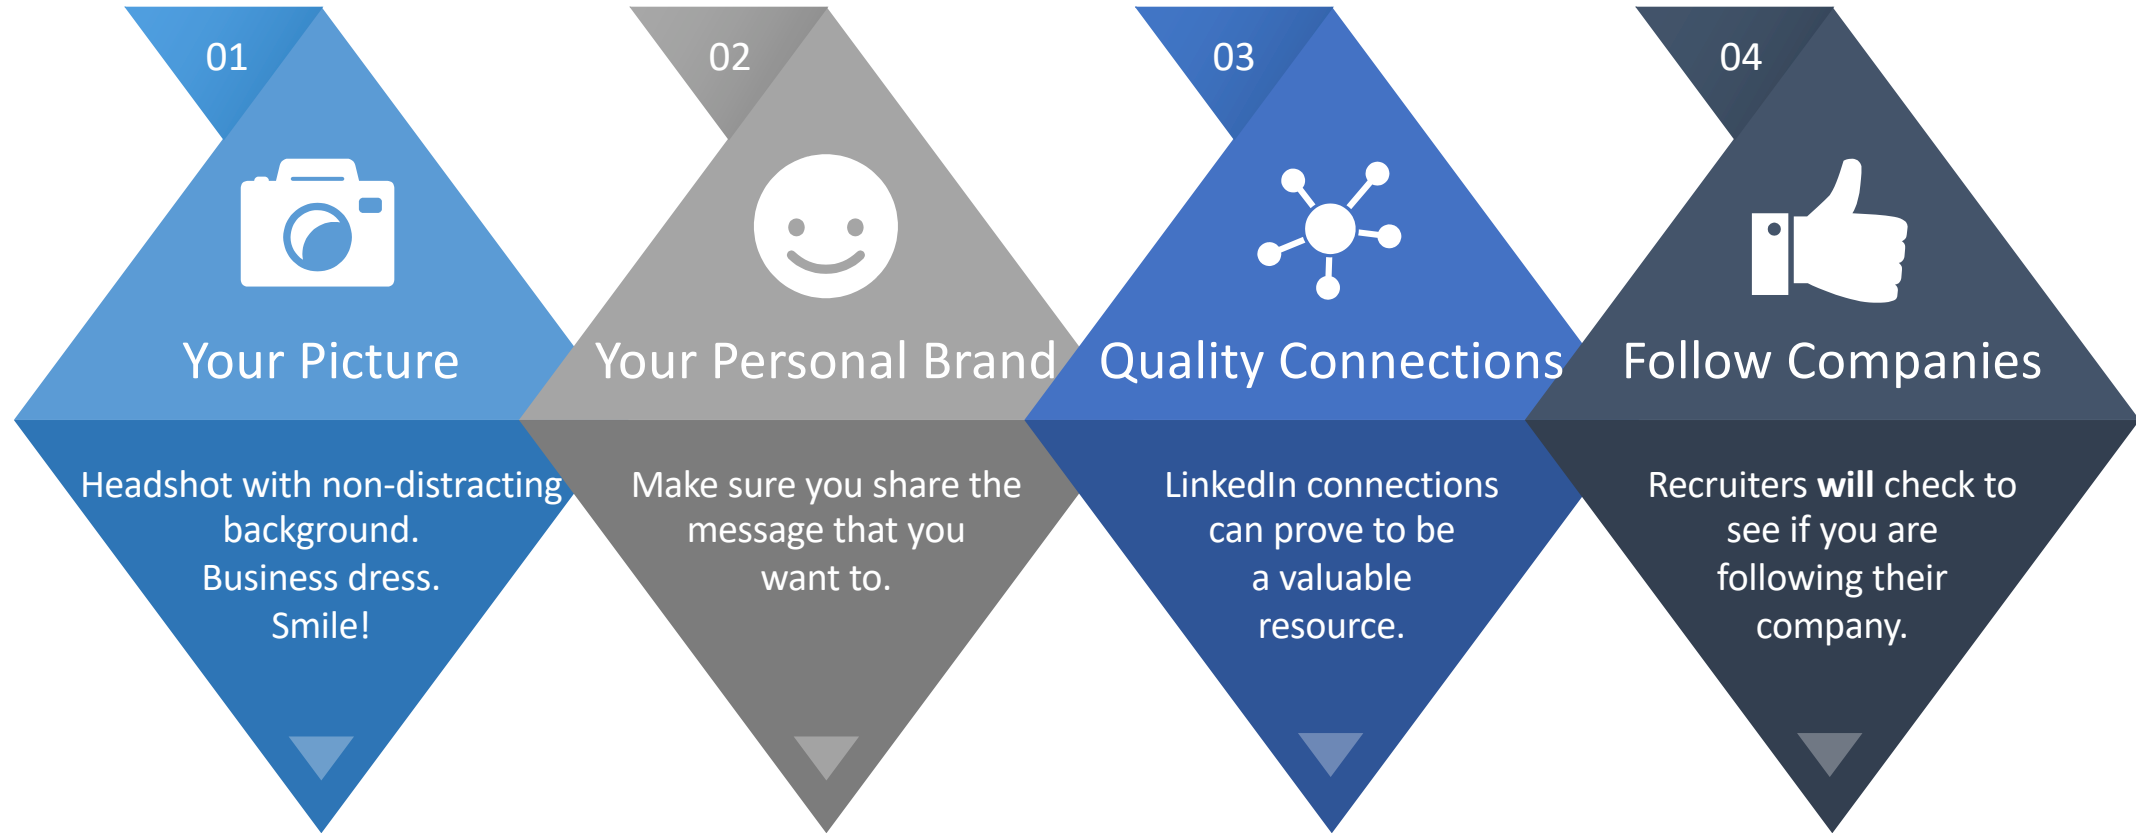 01
Your Picture
Headshot with non-distracting
background.
Business dress.
Smile!
02
Your Personal Brand
Make sure you share the
message that you
want to.
03
Quality Connections
LinkedIn connections
can prove to be
a valuable
resource.
04
Follow Companies
Recruiters will check to
see if you are
following their
company.